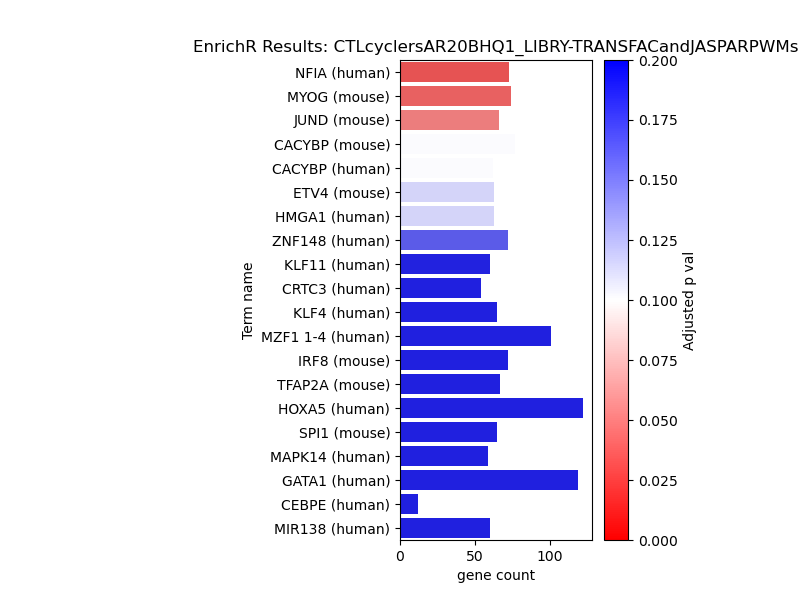 EnrichR Results: CTLcyclersAR20BHQ1_LIBRY-TRANSFACandJASPARPWMs
NFIA (human)
MYOG (mouse)
JUND (mouse)
CACYBP (mouse)
CACYBP (human)
ETV4 (mouse)
HMGA1 (human)
ZNF148 (human)
KLF11 (human)
CRTC3 (human)
KLF4 (human)
MZF1 1-4 (human)
IRF8 (mouse)
TFAP2A (mouse)
HOXA5 (human)
SPI1 (mouse)
MAPK14 (human)
GATA1 (human)
CEBPE (human)
MIR138 (human)
Term name
0 50 100
gene count
0.200
0.175
0.150
0.125
0.100
0.075
0.050
0.025
0.000
Adjusted p val